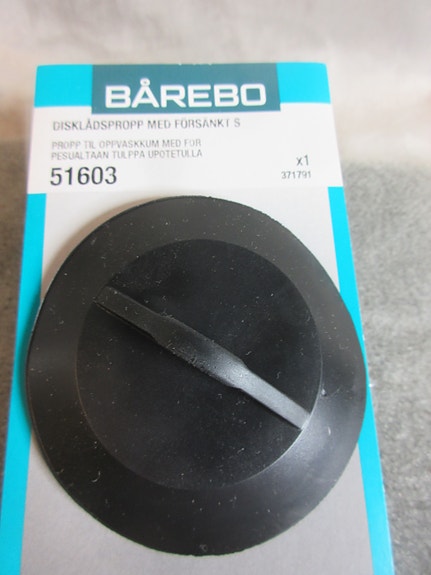 BÅREBO
DISKLÅDSPROPP MED FÖRSÄNKT S
PROPP TIL OPPVASKKUM MED FOR
PESUALTAAN TULPPA UPOTETULLA
51603
x1
371791